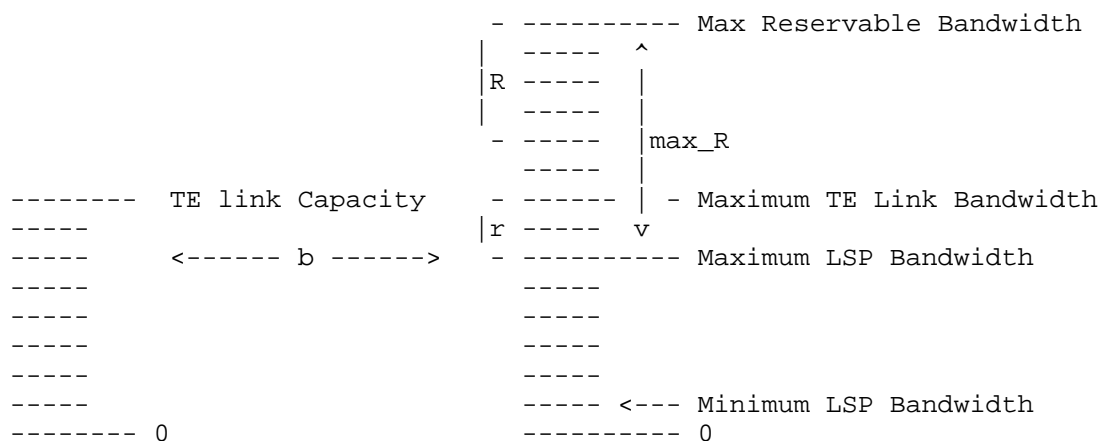 - ---------- Max Reservable Bandwidth
                               |  -----  ^
                               |R -----  |
                               |  -----  |
                                - -----  |max_R
                                  -----  |
--------  TE link Capacity      - ------ | - Maximum TE Link Bandwidth
-----                          |r -----  v
-----     <------ b ------>     - ---------- Maximum LSP Bandwidth
-----                             -----
-----                             -----
-----                             -----
-----                             -----
-----                             ----- <--- Minimum LSP Bandwidth
-------- 0                        ---------- 0